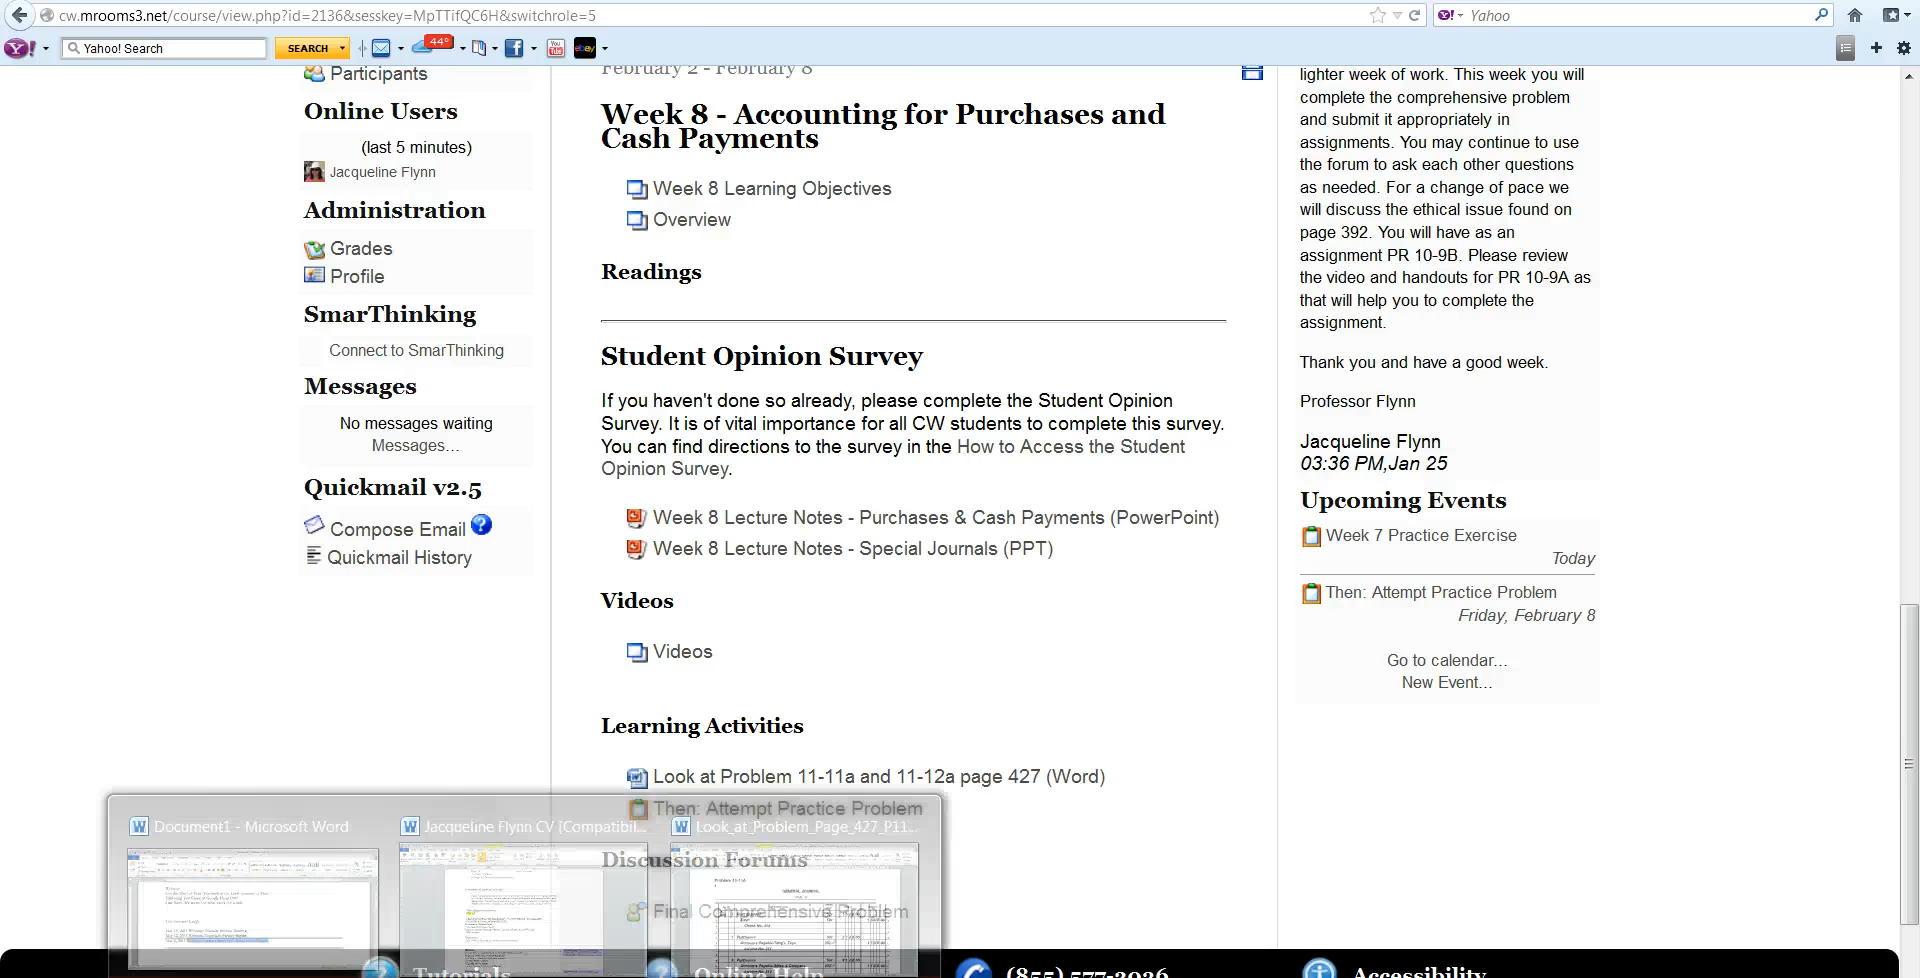 cw.mrooms3.net/course/view.php?id=2136&sesskey=MpTTifQC6H&switchrole=5
Yahoo
Yahoo! Search
SEARCH
44°
Participants
Online Users
(last 5 minutes)
Jacqueline Flynn
Administration
Grades
Profile
SmarThinking
Connect to SmarThinking
Messages
No messages waiting
Messages...
Quickmail v2.5
Compose Email
Quickmail History
February 2 - February 8
Week 8 - Accounting for Purchases and
Cash Payments
Week 8 Learning Objectives
Overview
Readings
Student Opinion Survey
If you haven't done so already, please complete the Student Opinion
Survey. It is of vital importance for all CW students to complete this survey.
You can find directions to the survey in the How to Access the Student
Opinion Survey.
Week 8 Lecture Notes - Purchases & Cash Payments (PowerPoint)
Week 8 Lecture Notes - Special Journals (PPT)
Videos
Videos
Learning Activities
Look at Problem 11-11a and 11-12a page 427 (Word)
Then: Attempt Practice Problem
Discussion Forums
Final Comprehensive Problem
lighter week of work. This week you will
complete the comprehensive problem
and submit it appropriately in
assignments. You may continue to use
the forum to ask each other questions
as needed. For a change of pace we
will discuss the ethical issue found on
page 392. You will have as an
assignment PR 10-9B. Please review
the video and handouts for PR 10-9A as
that will help you to complete the
assignment.
Thank you and have a good week.
Professor Flynn
Jacqueline Flynn
03:36 PM,Jan 25
Upcoming Events
Week 7 Practice Exercise
Today
Then: Attempt Practice Problem
Friday, February 8
Go to calendar...
New Event...
Document1 - Microsoft Word
Jacqueline Flynn CV [Compatibil...
Look_at_Problem_Page_427_P11...
Tutorials
Online Help
(855) 577-2026
Accessibility